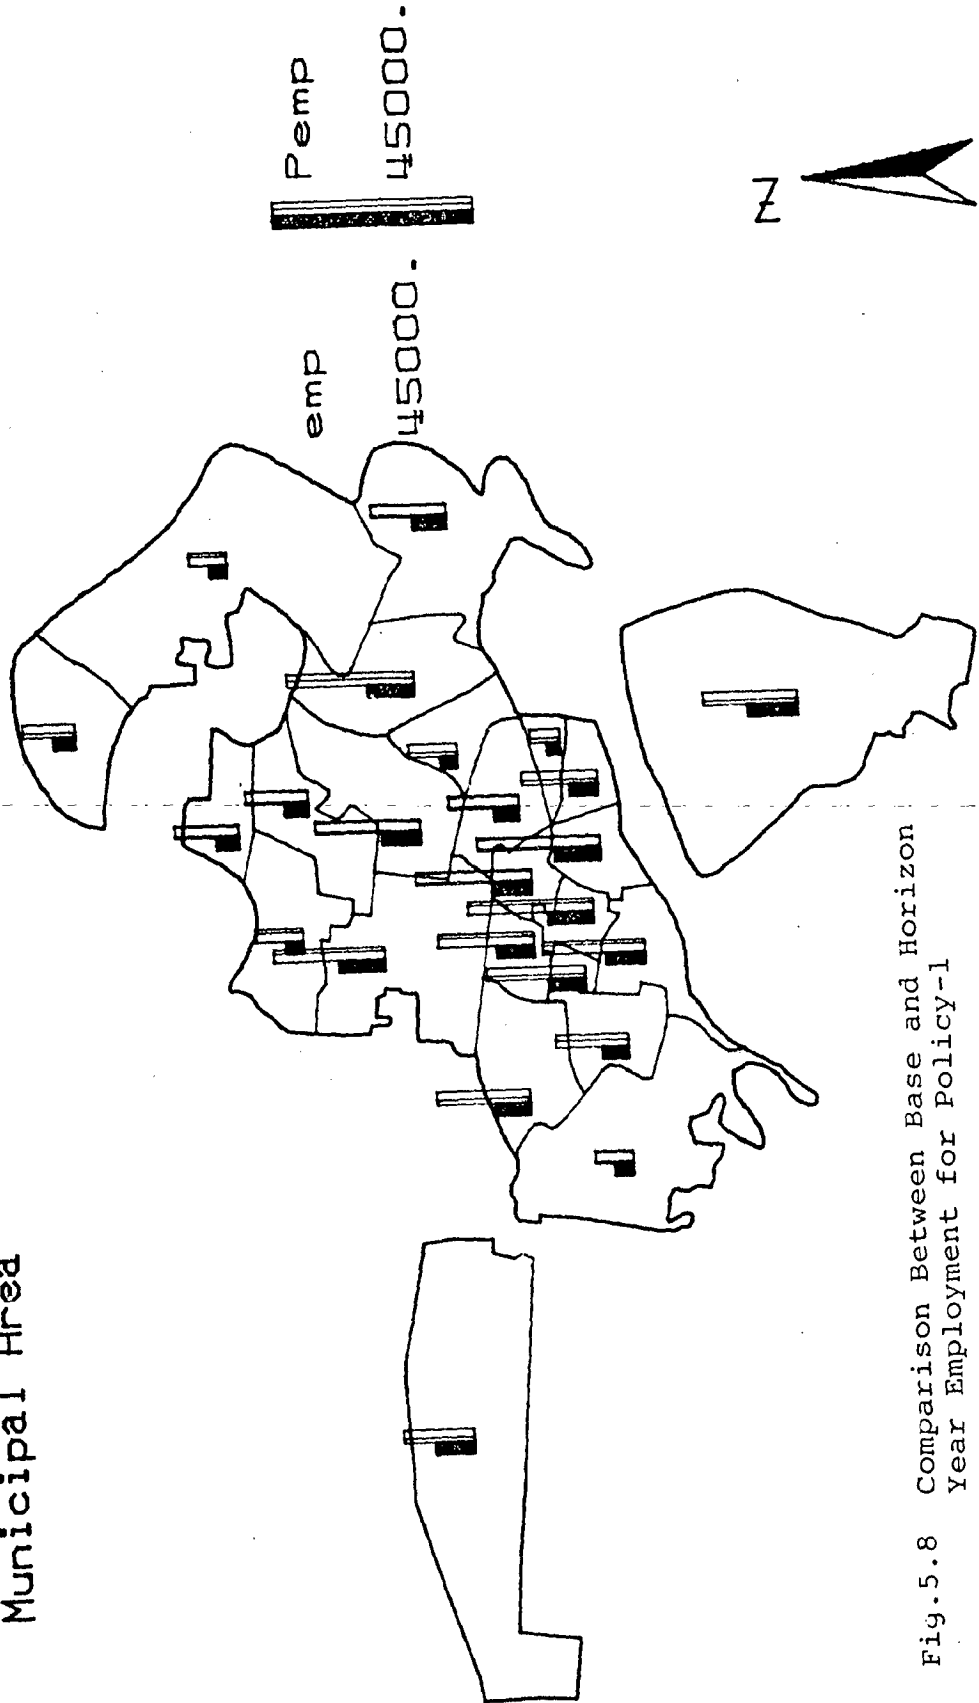 Municipal Area
emp Pemp
45000. 45000.
N
Fig.5.8 Comparison Between Base and Horizon
Year Employment for Policy-1